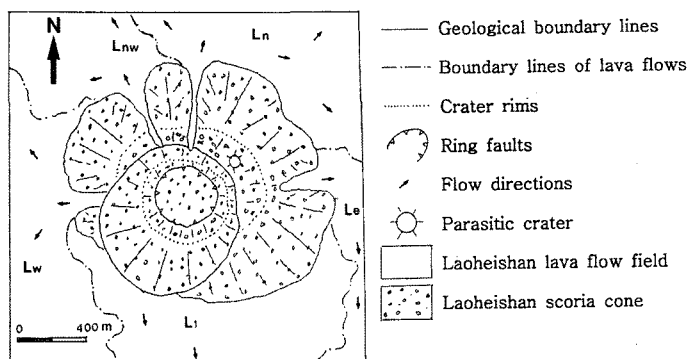 N
Lnw
Ln
Le
Lw
L1
0 400 m
Geological boundary lines
Boundary lines of lava flows
Crater rims
Ring faults
Flow directions
Parasitic crater
Laoheishan lava flow field
Laoheishan scoria cone